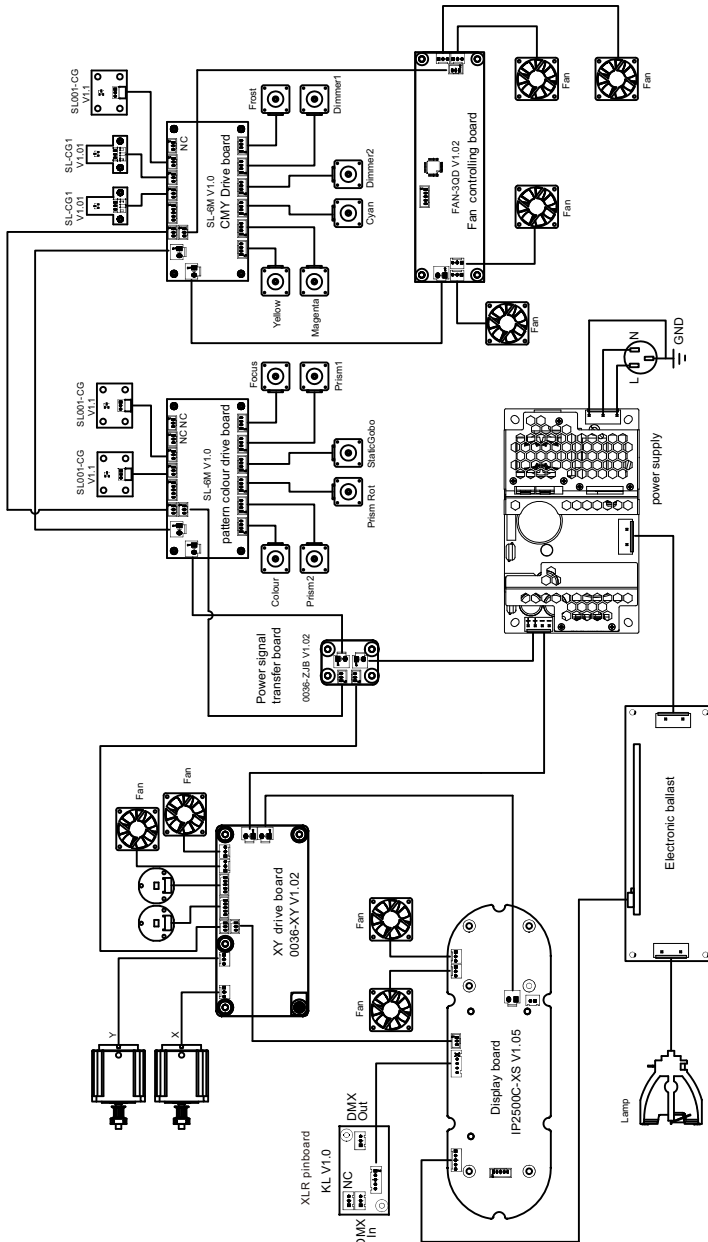 SL001-CG
V1.1
SL-CG1
V1.01
SL-CG1
V1.01
NC
SL-6M V1.0
CMY Drive board
Frost
Dimmer1
Dimmer2
Cyan
Yellow
Magenta
FAN-3QD V1.02
Fan controlling board
Fan
Fan
Fan
Fan
SL001-CG
V1.1
SL001-CG
V1.1
NC NC
SL-6M V1.0
pattern colour drive board
Focus
Prism1
StaticGobo
Prism Rot
Colour
Prism2
L
N
GND
power supply
Power signal
transfer board
0036-ZJB V1.02
Fan
Fan
XY drive board
0036-XY V1.02
Y
X
Fan
Fan
Display board
IP2500C-XS V1.05
XLR pinboard
KL V1.0
NC
DMX
Out
DMX
In
Electronic ballast
Lamp